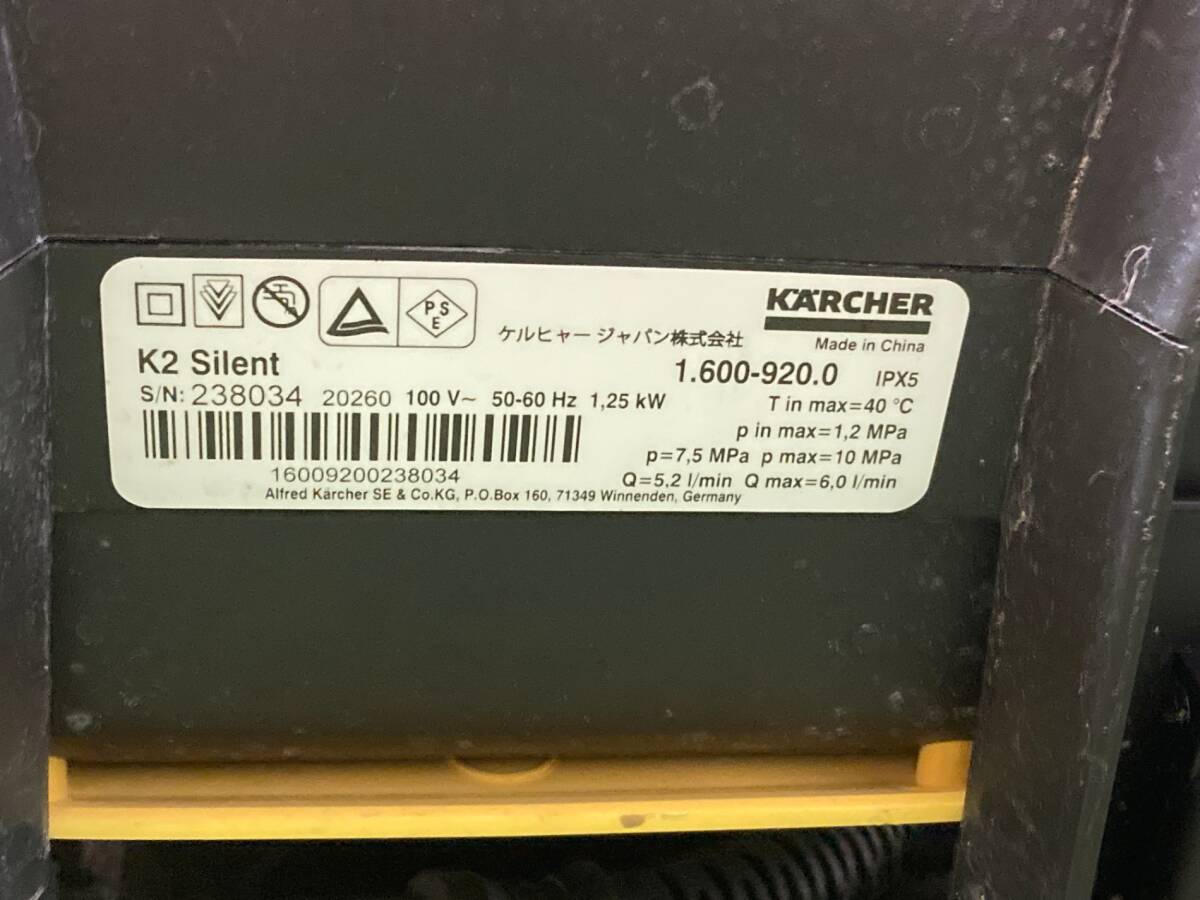 PSE
ケルヒャー ジャパン株式会社
KÄRCHER
Made in China
K2 Silent
1.600-920.0 IPX5
S/N: 238034 20260 100 V~ 50-60 Hz 1,25 kW
T in max=40 °C
p in max=1,2 MPa
p=7,5 MPa p max=10 MPa
16009200238034
Q=5,2 l/min Q max=6,0 l/min
Alfred Kärcher SE & Co.KG, P.O.Box 160, 71349 Winnenden, Germany